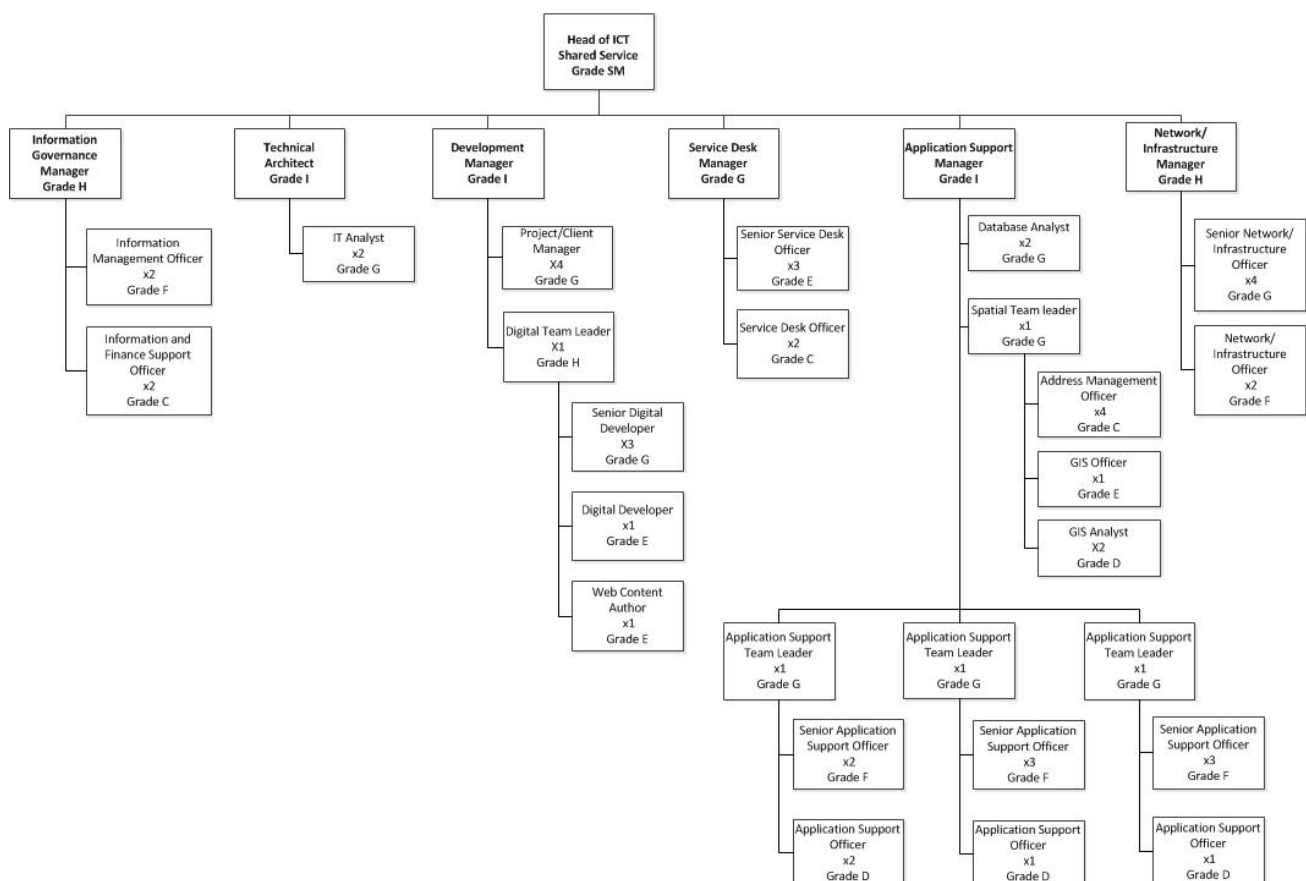 Head of ICT
Shared Service
Grade SM
Information
Governance
Manager
Grade H
Technical
Architect
Grade I
Development
Manager
Grade I
Service Desk
Manager
Grade G
Application Support
Manager
Grade I
Network/
Infrastructure
Manager
Grade H
Information
Management Officer
x2
Grade F
Information and
Finance Support
Officer
x2
Grade C
IT Analyst
x2
Grade G
Project/Client
Manager
X4
Grade G
Digital Team Leader
X1
Grade H
Senior Digital
Developer
X3
Grade G
Digital Developer
x1
Grade E
Web Content
Author
x1
Grade E
Senior Service Desk
Officer
x3
Grade E
Service Desk Officer
x2
Grade C
Database Analyst
x2
Grade G
Spatial Team leader
x1
Grade G
Address Management
Officer
x4
Grade C
GIS Officer
x1
Grade E
GIS Analyst
X2
Grade D
Application Support
Team Leader
x1
Grade G
Senior Application
Support Officer
x2
Grade F
Application Support
Officer
x2
Grade D
Application Support
Team Leader
x1
Grade G
Senior Application
Support Officer
x3
Grade F
Application Support
Officer
x1
Grade D
Application Support
Team Leader
x1
Grade G
Senior Application
Support Officer
x3
Grade F
Application Support
Officer
x1
Grade D
Senior Network/
Infrastructure
Officer
x4
Grade G
Network/
Infrastructure
Officer
x2
Grade F